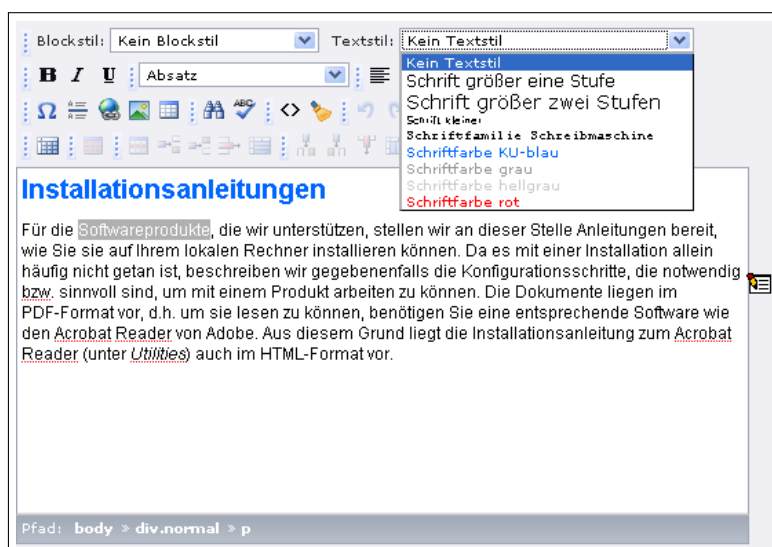 Blockstil: Kein Blockstil Textstil: Kein Textstil
Kein Textstil
B I U Absatz
Schrift größer eine Stufe
Schrift größer zwei Stufen
Schrift kleiner
Schriftfamilie Schreibmaschine
Schriftfarbe KU-blau
Schriftfarbe grau
Schriftfarbe hellgrau
Schriftfarbe rot
Installationsanleitungen
Für die Softwareprodukte, die wir unterstützen, stellen wir an dieser Stelle Anleitungen bereit,
wie Sie sie auf Ihrem lokalen Rechner installieren können. Da es mit einer Installation allein
häufig nicht getan ist, beschreiben wir gegebenenfalls die Konfigurationsschritte, die notwendig
bzw. sinnvoll sind, um mit einem Produkt arbeiten zu können. Die Dokumente liegen im
PDF-Format vor, d.h. um sie lesen zu können, benötigen Sie eine entsprechende Software wie
den Acrobat Reader von Adobe. Aus diesem Grund liegt die Installationsanleitung zum Acrobat
Reader (unter Utilities) auch im HTML-Format vor.
Pfad: body » div.normal » p